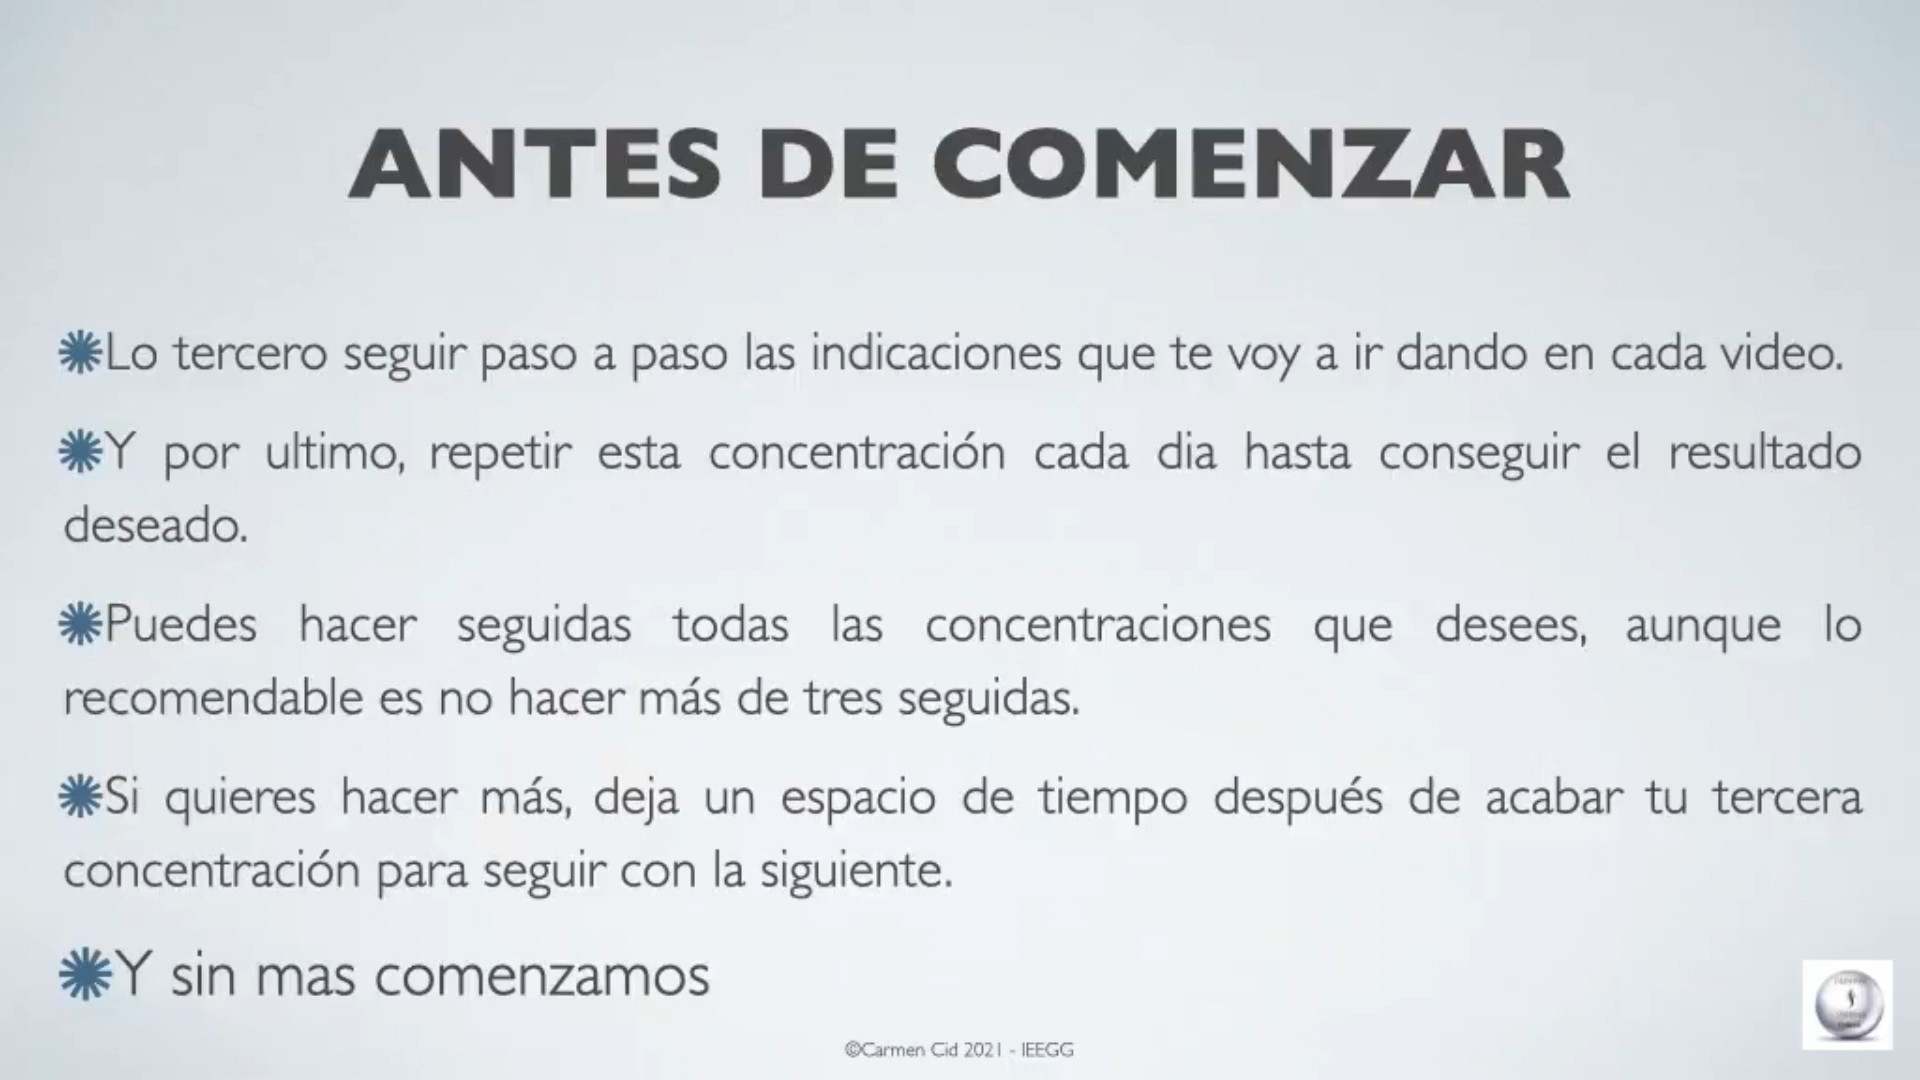 ANTES DE COMENZAR
Lo tercero seguir paso a paso las indicaciones que te voy a ir dando en cada video.
Y por ultimo, repetir esta concentración cada dia hasta conseguir el resultado
deseado.
Puedes hacer seguidas todas las concentraciones que desees, aunque lo
recomendable es no hacer más de tres seguidas.
Si quieres hacer más, deja un espacio de tiempo después de acabar tu tercera
concentración para seguir con la siguiente.
Y sin mas comenzamos
©Carmen Cid 2021 - IEEGG